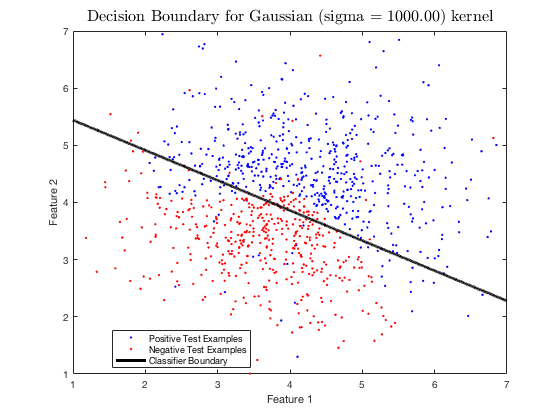 Decision Boundary for Gaussian (sigma = 1000.00) kernel
7
6
5
4
3
2
1
Feature 2
Positive Test Examples
Negative Test Examples
Classifier Boundary
1 2 3 4 5 6 7
Feature 1